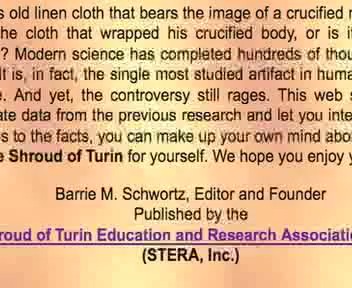 s old linen cloth that bears the image of a crucified
he cloth that wrapped his crucified body, or is i
? Modern science has completed hundreds of thou
It is, in fact, the single most studied artifact in huma
e. And yet, the controversy still rages. This web s
ate data from the previous research and let you inte
s to the facts, you can make up your own mind abo
e Shroud of Turin for yourself. We hope you enjoy y
Barrie M. Schwortz, Editor and Founder
Published by the
hroud of Turin Education and Research Associatio
(STERA, Inc.)